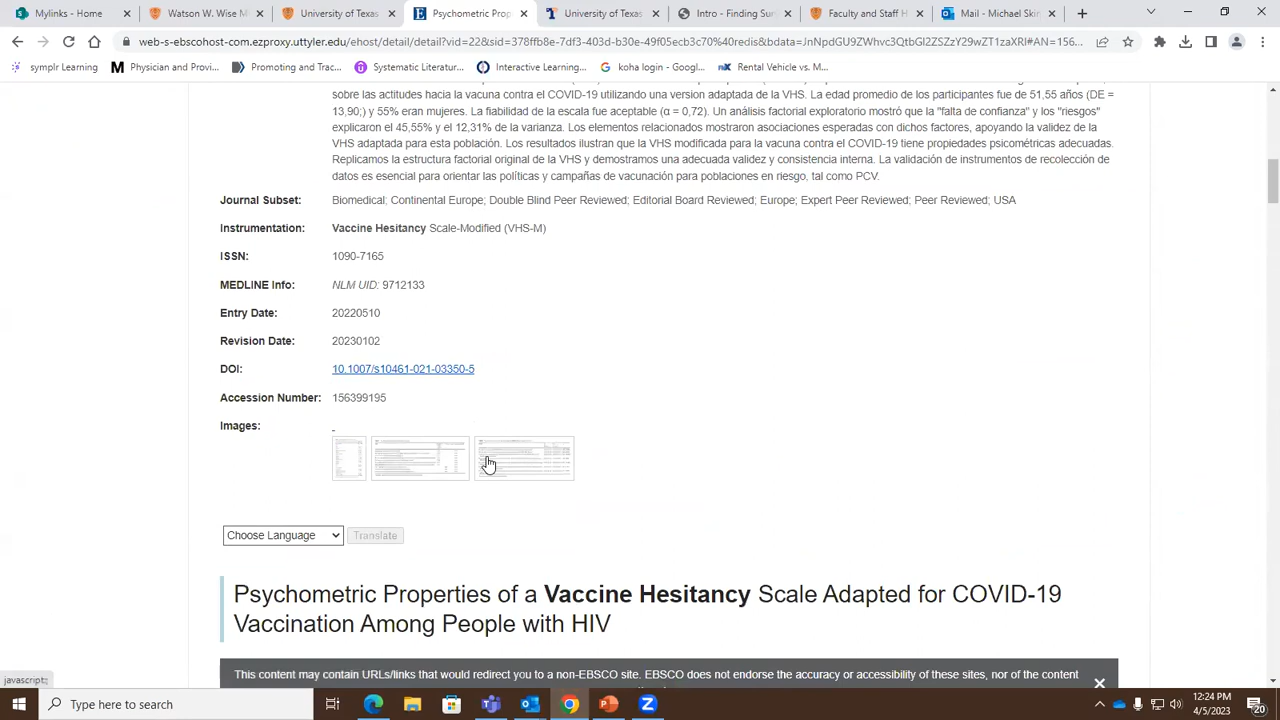 Mylinks - Home
Watson W. Wise M
University of Texas
Psychometric Prop
University of Texas
Intro - Finding Surv
Faculty and Staff H
Mail - Michael Skin
web-s-ebscohost-com.ezproxy.uttyler.edu/ehost/detail/detail?vid=22&sid=378ffb8e-7df3-403d-b30e-49f05ecb3c70%40redis&bdata=JnNpdGU9ZWhvc3QtbGl2ZSZzY29wZT1zaXRl#AN=156...
symplr Learning
Physician and Provi...
Promoting and Trac...
Systematic Literatur...
Interactive Learning...
koha login - Googl...
Rental Vehicle vs. M...
sobre las actitudes hacia la vacuna contra el COVID-19 utilizando una version adaptada de la VHS. La edad promedio de los participantes fue de 51,55 años (DE =
13,90;) y 55% eran mujeres. La fiabilidad de la escala fue aceptable (α = 0,72). Un análisis factorial exploratorio mostró que la "falta de confianza" y los "riesgos"
explicaron el 45,55% y el 12,31% de la varianza. Los elementos relacionados mostraron asociaciones esperadas con dichos factores, apoyando la validez de la
VHS adaptada para esta población. Los resultados ilustran que la VHS modificada para la vacuna contra el COVID-19 tiene propiedades psicométricas adecuadas.
Replicamos la estructura factorial original de la VHS y demostramos una adecuada validez y consistencia interna. La validación de instrumentos de recolección de
datos es esencial para orientar las políticas y campañas de vacunación para poblaciones en riesgo, tal como PCV.
Journal Subset: Biomedical; Continental Europe; Double Blind Peer Reviewed; Editorial Board Reviewed; Europe; Expert Peer Reviewed; Peer Reviewed; USA
Instrumentation: Vaccine Hesitancy Scale-Modified (VHS-M)
ISSN: 1090-7165
MEDLINE Info: NLM UID: 9712133
Entry Date: 20220510
Revision Date: 20230102
DOI: 10.1007/s10461-021-03350-5
Accession Number: 156399195
Images:
Choose Language
Translate
Psychometric Properties of a Vaccine Hesitancy Scale Adapted for COVID-19
Vaccination Among People with HIV
This content may contain URLs/links that would redirect you to a non-EBSCO site. EBSCO does not endorse the accuracy or accessibility of these sites, nor of the content
javascript:
Type here to search
12:24 PM
4/5/2023
20